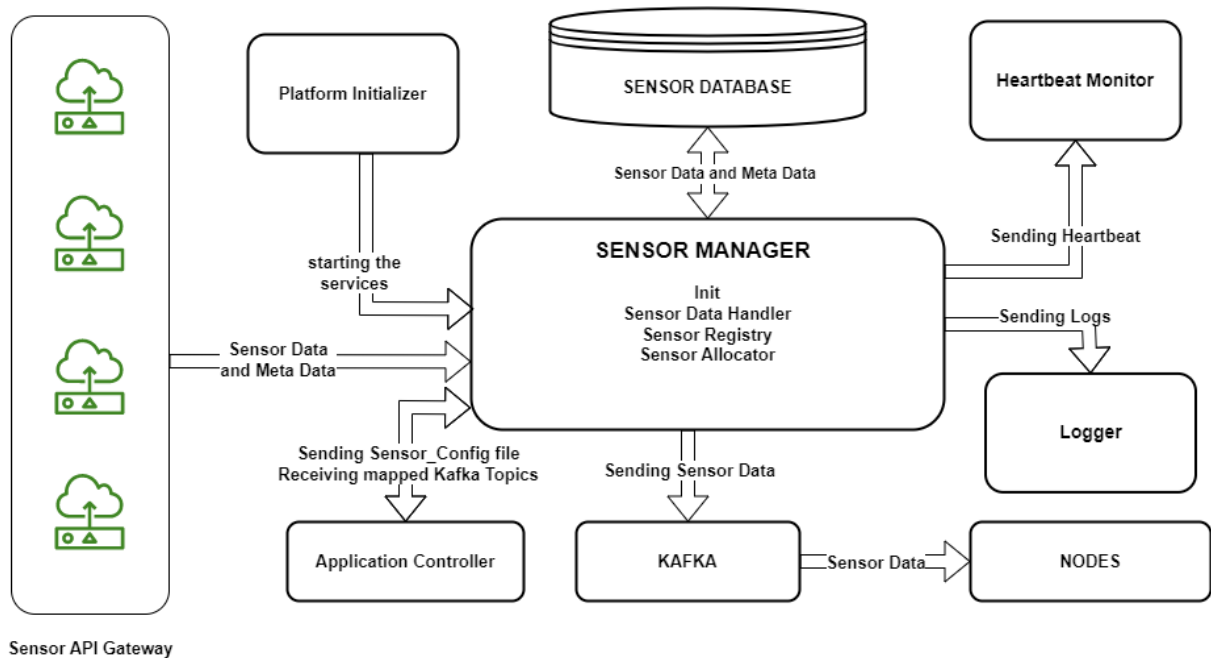 Platform Initializer
SENSOR DATABASE
Heartbeat Monitor
Sensor Data and Meta Data
SENSOR MANAGER
Init
Sensor Data Handler
Sensor Registry
Sensor Allocator
Sending Heartbeat
starting the
services
Sending Logs
Sensor Data
and Meta Data
Logger
Sending Sensor_Config file
Receiving mapped Kafka Topics
Sending Sensor Data
Application Controller
KAFKA
Sensor Data
NODES
Sensor API Gateway